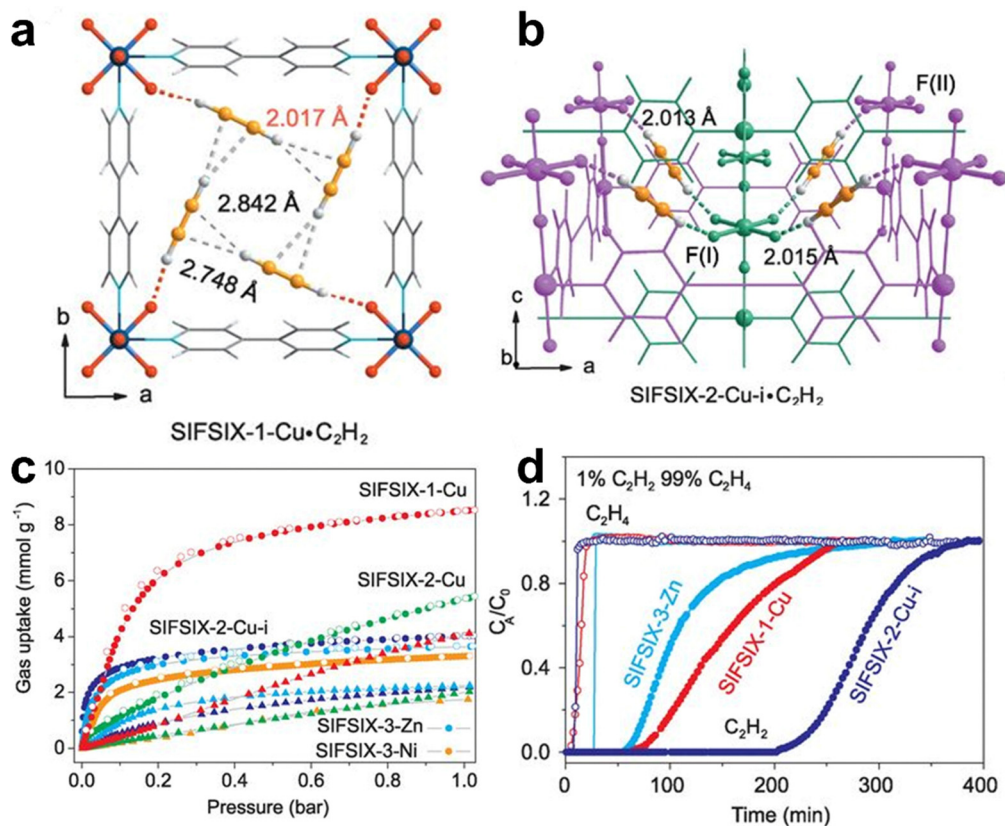 a
2.017 Å
2.842 Å
2.748 Å
b
a
SIFSIX-1-Cu•C₂H₂
b
F(II)
2.013 Å
F(I)
2.015 Å
c
b
a
SIFSIX-2-Cu-i•C₂H₂
c
10
8
6
4
2
0
Gas uptake (mmol g⁻¹)
SIFSIX-1-Cu
SIFSIX-2-Cu
SIFSIX-2-Cu-i
SIFSIX-3-Zn
SIFSIX-3-Ni
0.0 0.2 0.4 0.6 0.8 1.0
Pressure (bar)
d
1% C₂H₂ 99% C₂H₄
C₂H₄
1.2
0.8
0.4
0.0
C_A/C₀
SIFSIX-3-Zn
SIFSIX-1-Cu
SIFSIX-2-Cu-i
C₂H₂
0 100 200 300 400
Time (min)